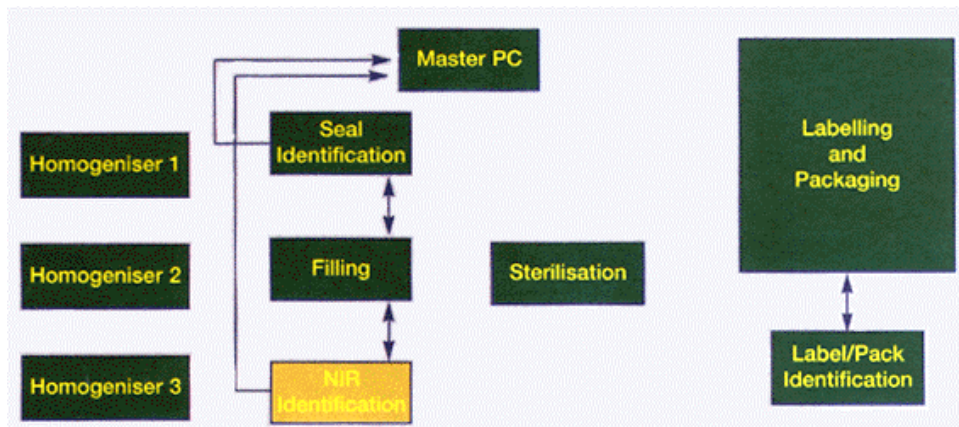 Master PC
Seal
Identification
Labelling
and
Packaging
Homogeniser 1
Homogeniser 2
Filling
Sterilisation
Homogeniser 3
NIR
Identification
Label/Pack
Identification